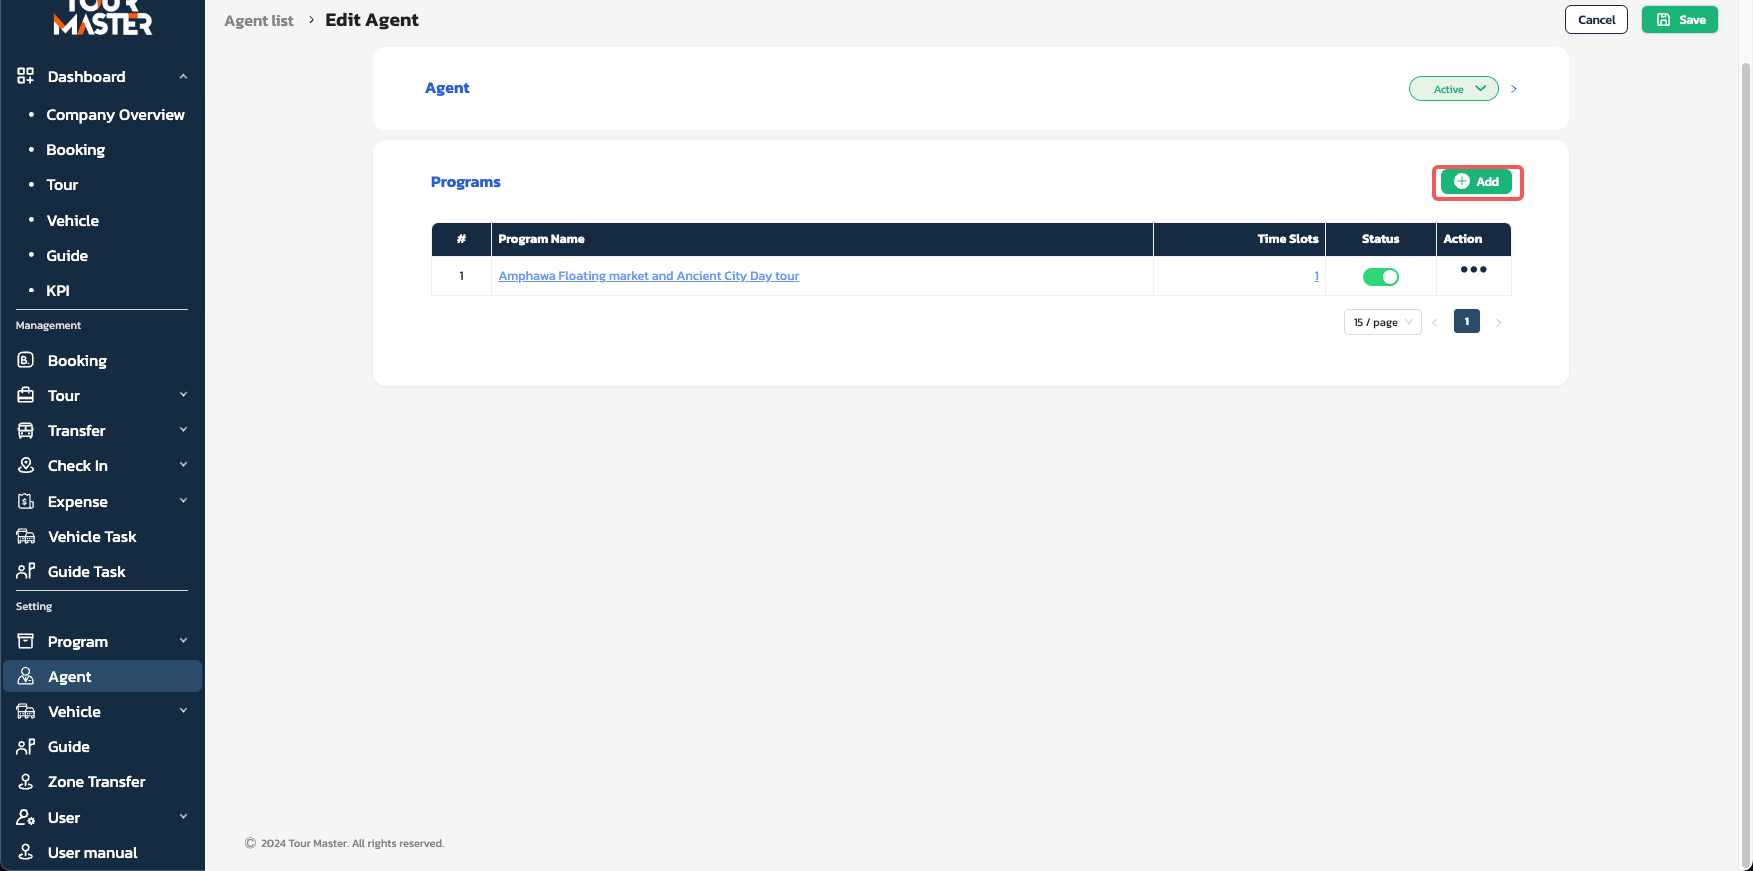 TOUR
MASTER
Dashboard
• Company Overview
• Booking
• Tour
• Vehicle
• Guide
• KPI
Management
Booking
Tour
Transfer
Check In
Expense
Vehicle Task
Guide Task
Setting
Program
Agent
Vehicle
Guide
Zone Transfer
User
User manual
Agent list > Edit Agent
Cancel
Save
Agent
Active
Programs
Add
# Program Name Time Slots Status Action
1 Amphawa Floating market and Ancient City Day tour 1
15 / page < 1 >
© 2024 Tour Master. All rights reserved.